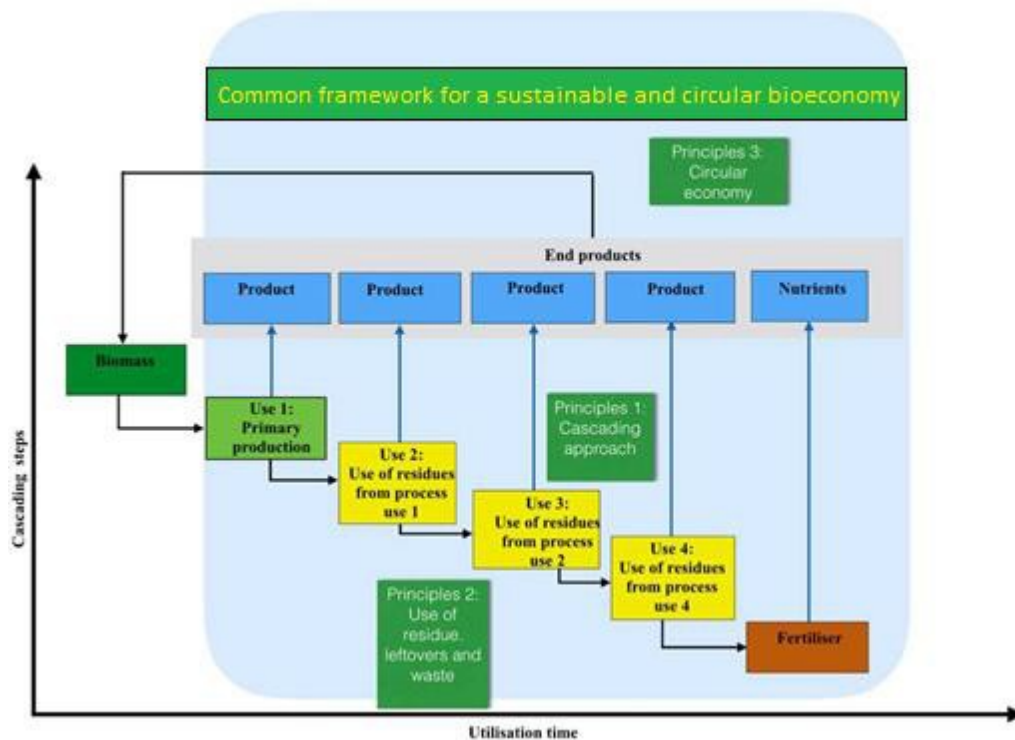 Common framework for a sustainable and circular bioeconomy
Principles 3:
Circular
economy
End products
Product
Product
Product
Product
Nutrients
Biomass
Use 1:
Primary
production
Principles 1:
Cascading
approach
Use 2:
Use of residues
from process
use 1
Use 3:
Use of residues
from process
use 2
Use 4:
Use of residues
from process
use 4
Principles 2:
Use of
residue.
leftovers and
waste
Fertiliser
Cascading steps
Utilisation time